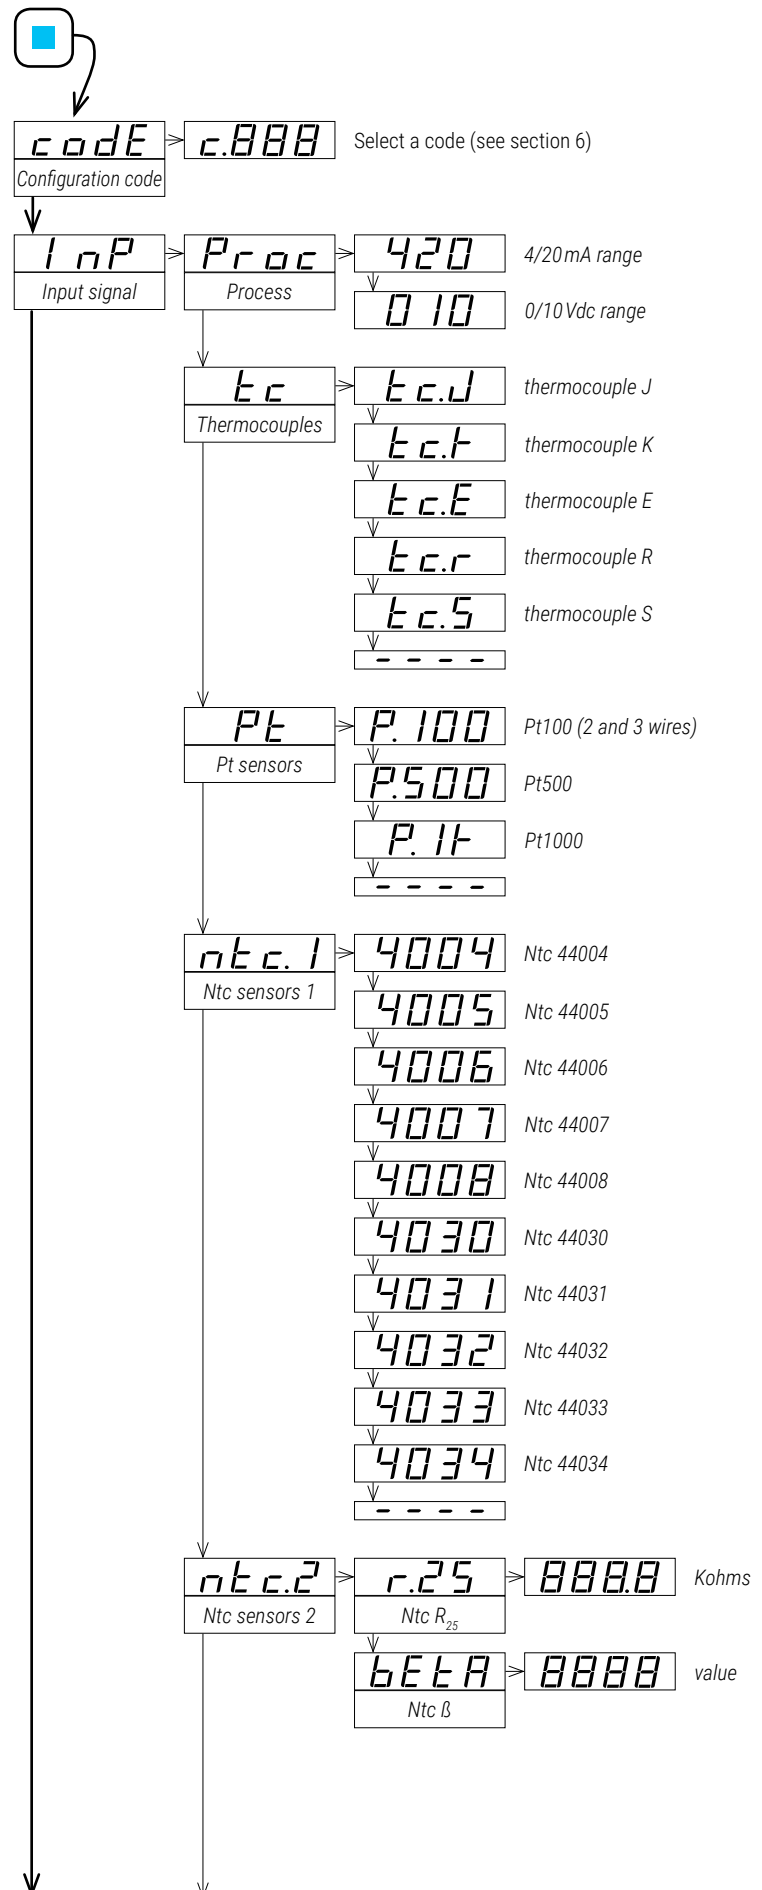 codE
c.888
Select a code (see section 6)
Configuration code
InP
Proc
420
4/20 mA range
Input signal
Process
010
0/10 Vdc range
tc
tc.J
thermocouple J
Thermocouples
tc.k
thermocouple K
tc.E
thermocouple E
tc.r
thermocouple R
tc.S
thermocouple S
- - - -
Pt
P.100
Pt100 (2 and 3 wires)
Pt sensors
P.500
Pt500
P.1k
Pt1000
- - - -
ntc.1
4004
Ntc 44004
Ntc sensors 1
4005
Ntc 44005
4006
Ntc 44006
4007
Ntc 44007
4008
Ntc 44008
4030
Ntc 44030
4031
Ntc 44031
4032
Ntc 44032
4033
Ntc 44033
4034
Ntc 44034
- - - -
ntc.2
r.25
888.8
Kohms
Ntc sensors 2
Ntc R25
bEtA
8888
value
Ntc ß